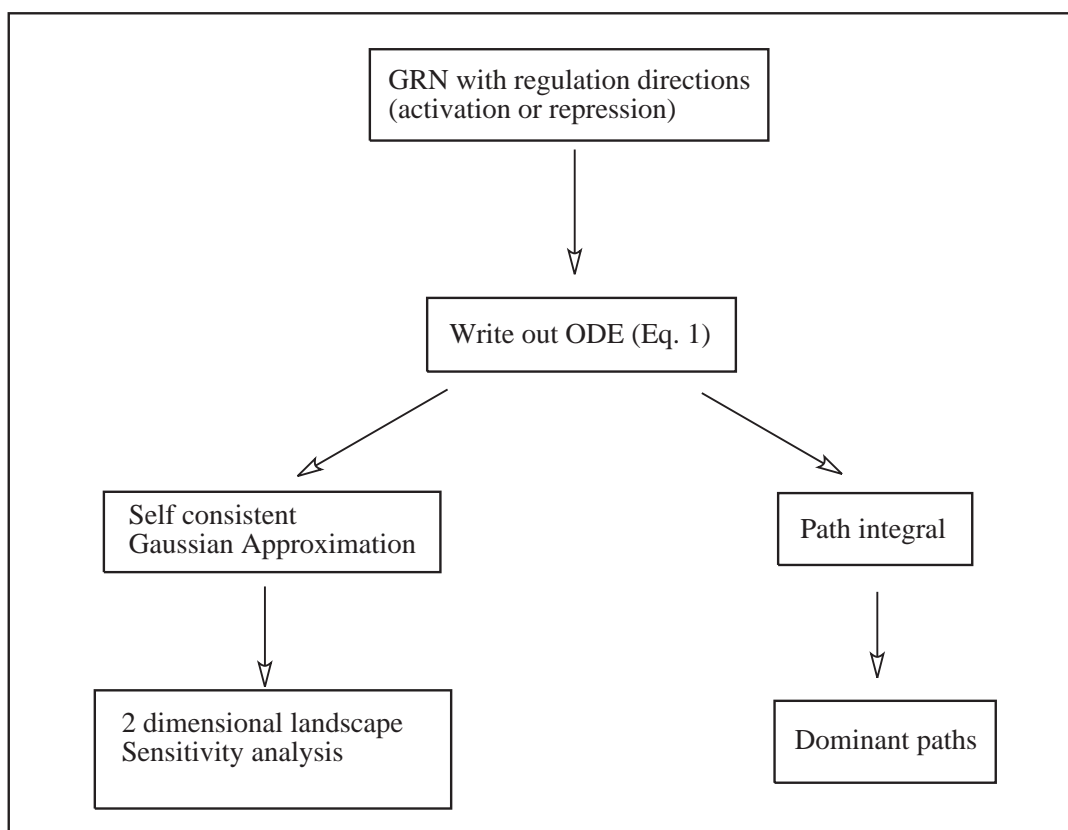 GRN with regulation directions
(activation or repression)
Write out ODE (Eq. 1)
Self consistent
Gaussian Approximation
Path integral
2 dimensional landscape
Sensitivity analysis
Dominant paths